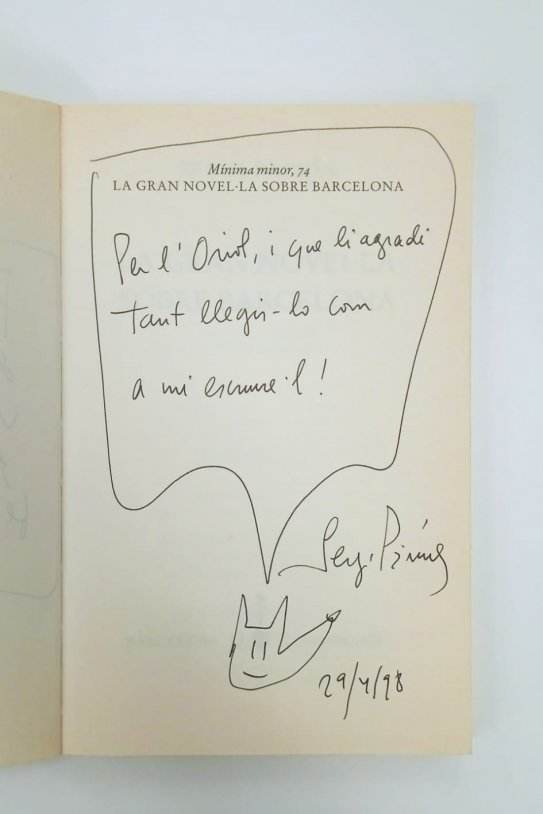 Mínima minor, 74
LA GRAN NOVEL·LA SOBRE BARCELONA
Per l'Oriol, i que li agradi
tant llegir-lo com
a mi escriure'l!
Sergi Pàmies
29/4/98